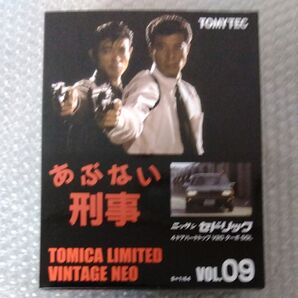 TOMYTEC
あぶない
刑事
ニッサン セドリック
TOMICA LIMITED
VINTAGE NEO
VOL.09